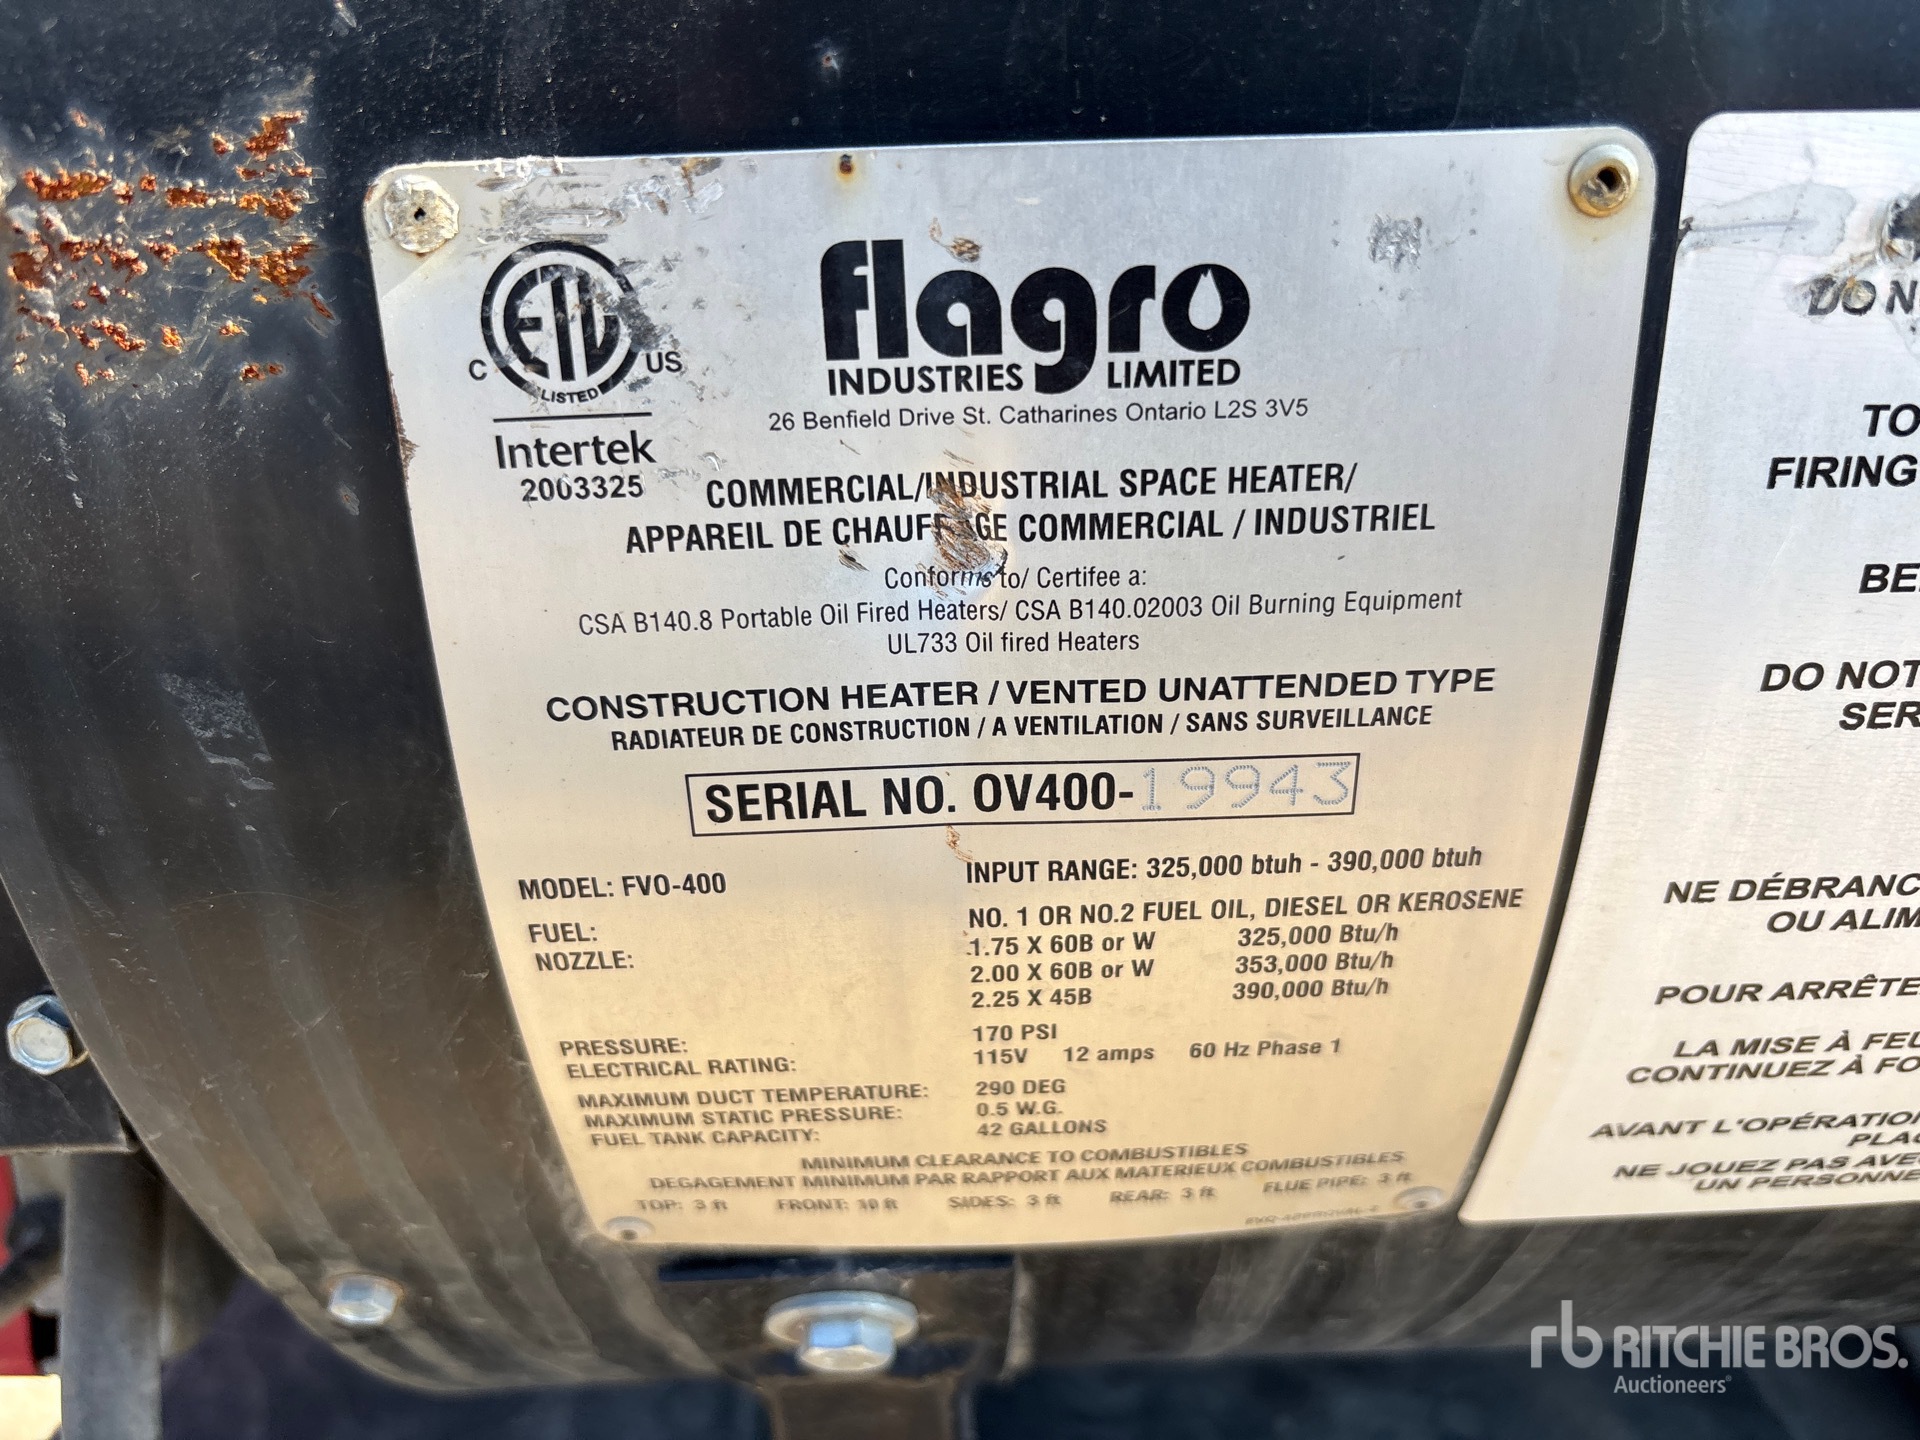 C ETL US
LISTED
Intertek
2003325
flagro
INDUSTRIES LIMITED
26 Benfield Drive St. Catharines Ontario L2S 3V5
COMMERCIAL/INDUSTRIAL SPACE HEATER/
APPAREIL DE CHAUFFAGE COMMERCIAL / INDUSTRIEL
Conforms to/ Certifee a:
CSA B140.8 Portable Oil Fired Heaters/ CSA B140.02003 Oil Burning Equipment
UL733 Oil fired Heaters
CONSTRUCTION HEATER / VENTED UNATTENDED TYPE
RADIATEUR DE CONSTRUCTION / A VENTILATION / SANS SURVEILLANCE
SERIAL NO. OV400-19943
MODEL: FVO-400 INPUT RANGE: 325,000 btuh - 390,000 btuh
FUEL: NO. 1 OR NO.2 FUEL OIL, DIESEL OR KEROSENE
NOZZLE: 1.75 X 60B or W 325,000 Btu/h
2.00 X 60B or W 353,000 Btu/h
2.25 X 45B 390,000 Btu/h
PRESSURE: 170 PSI
ELECTRICAL RATING: 115V 12 amps 60 Hz Phase 1
MAXIMUM DUCT TEMPERATURE: 290 DEG
MAXIMUM STATIC PRESSURE: 0.5 W.G.
FUEL TANK CAPACITY: 42 GALLONS
MINIMUM CLEARANCE TO COMBUSTIBLES
DEGAGEMENT MINIMUM PAR RAPPORT AUX MATERIEUX COMBUSTIBLES
TOP: 3 ft FRONT: 10 ft SIDES: 3 ft REAR: 3 ft FLUE PIPE: 3 ft
DO N
TO
FIRING
BE
DO NOT
SER
NE DÉBRANC
OU ALIM
POUR ARRÊTE
LA MISE À FEU
CONTINUEZ À FO
AVANT L'OPÉRATION
PLAC
NE JOUEZ PAS AVE
UN PERSONNE
rb RITCHIE BROS.
Auctioneers